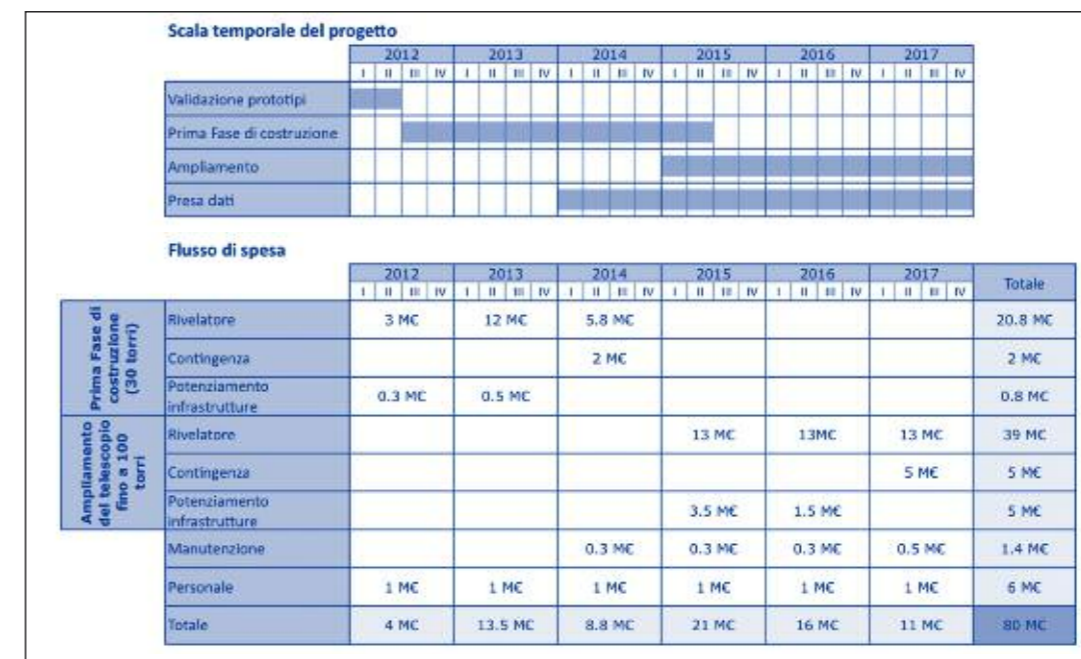 Scala temporale del progetto
2012 2013 2014 2015 2016 2017
I II III IV I II III IV I II III IV I II III IV I II III IV I II III IV
Validazione prototipi
Prima Fase di costruzione
Ampliamento
Presa dati
Flusso di spesa
2012 2013 2014 2015 2016 2017 Totale
I II III IV I II III IV I II III IV I II III IV I II III IV I II III IV
Prima Fase di
costruzione
(30 torri)
Rivelatore 3 M€ 12 M€ 5.8 M€ 20.8 M€
Contingenza 2 M€ 2 M€
Potenziamento
infrastrutture 0.3 M€ 0.5 M€ 0.8 M€
Ampliamento
del telescopio
fino a 100
torri
Rivelatore 13 M€ 13M€ 13 M€ 39 M€
Contingenza 5 M€ 5 M€
Potenziamento
infrastrutture 3.5 M€ 1.5 M€ 5 M€
Manutenzione 0.3 M€ 0.3 M€ 0.3 M€ 0.5 M€ 1.4 M€
Personale 1 M€ 1 M€ 1 M€ 1 M€ 1 M€ 1 M€ 6 M€
Totale 4 M€ 13.5 M€ 8.8 M€ 21 M€ 16 M€ 11 M€ 80 M€